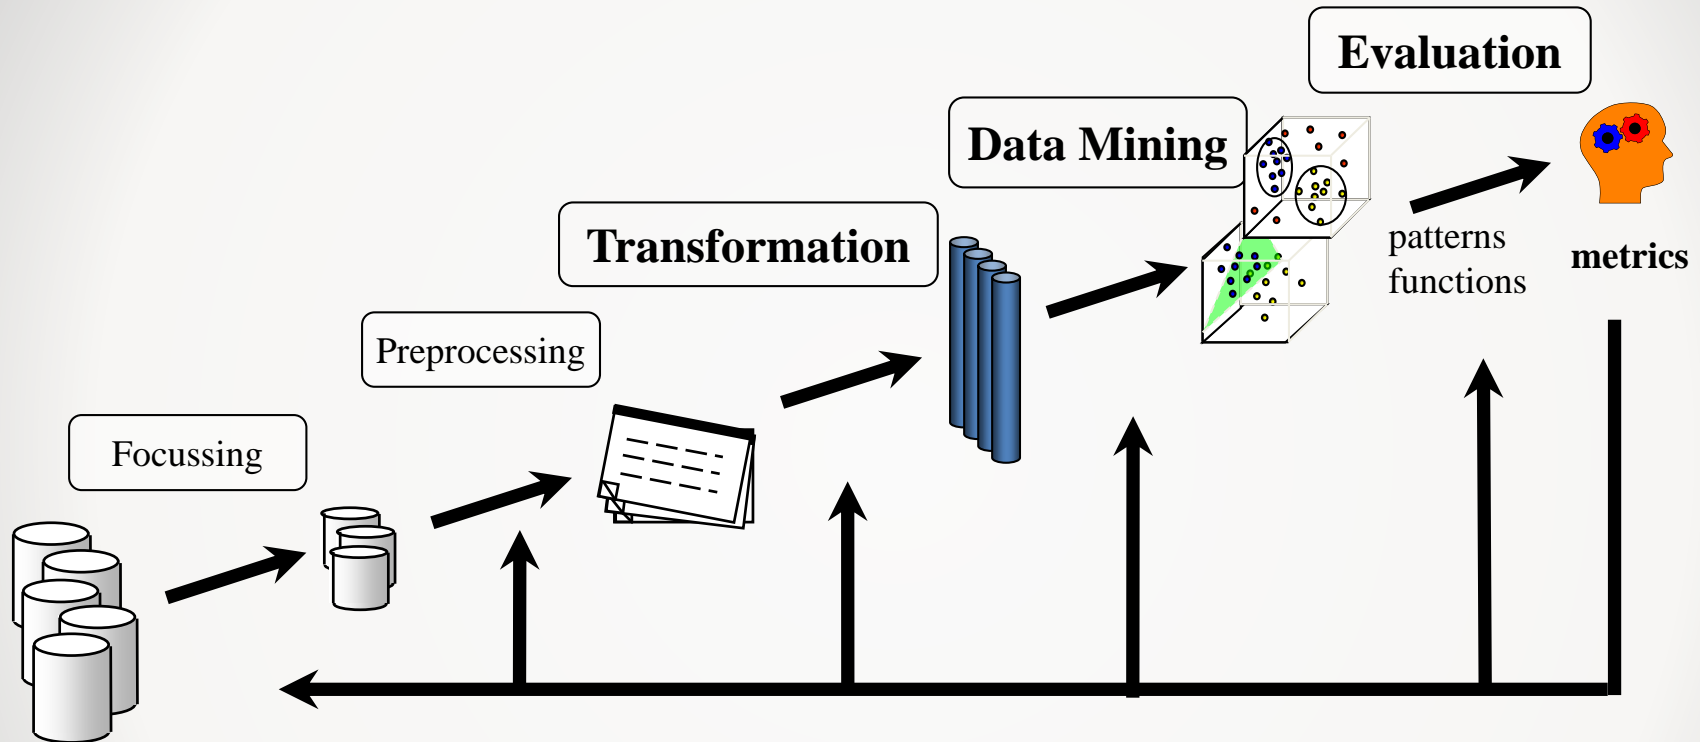 Evaluation
Data Mining
Transformation
patterns
functions
metrics
Preprocessing
Focussing